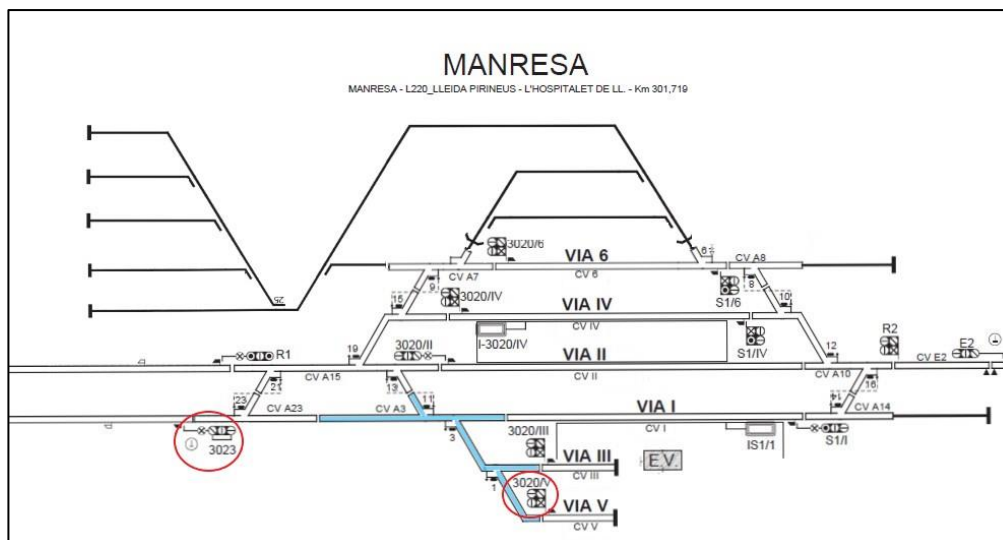 MANRESA
MANRESA - L220_LLEIDA PIRINEUS - L'HOSPITALET DE LL. - Km 301,719
3020/6
VIA 6
6
CV A8
CV A7
CV 6
9
8
15
3020/IV
S1/6
10
VIA IV
CV IV
I-3020/IV
S1/IV
R2
R1
19
3020/II
VIA II
12
E2
CV E2
CV A15
CV II
CV A10
21
13
16
23
11
14
CV A23
CV A3
VIA I
CV A14
CV I
3023
3
3020/III
IS1/1
S1/I
VIA III
E.V.
CV III
1
3020/V
VIA V
CV V
25